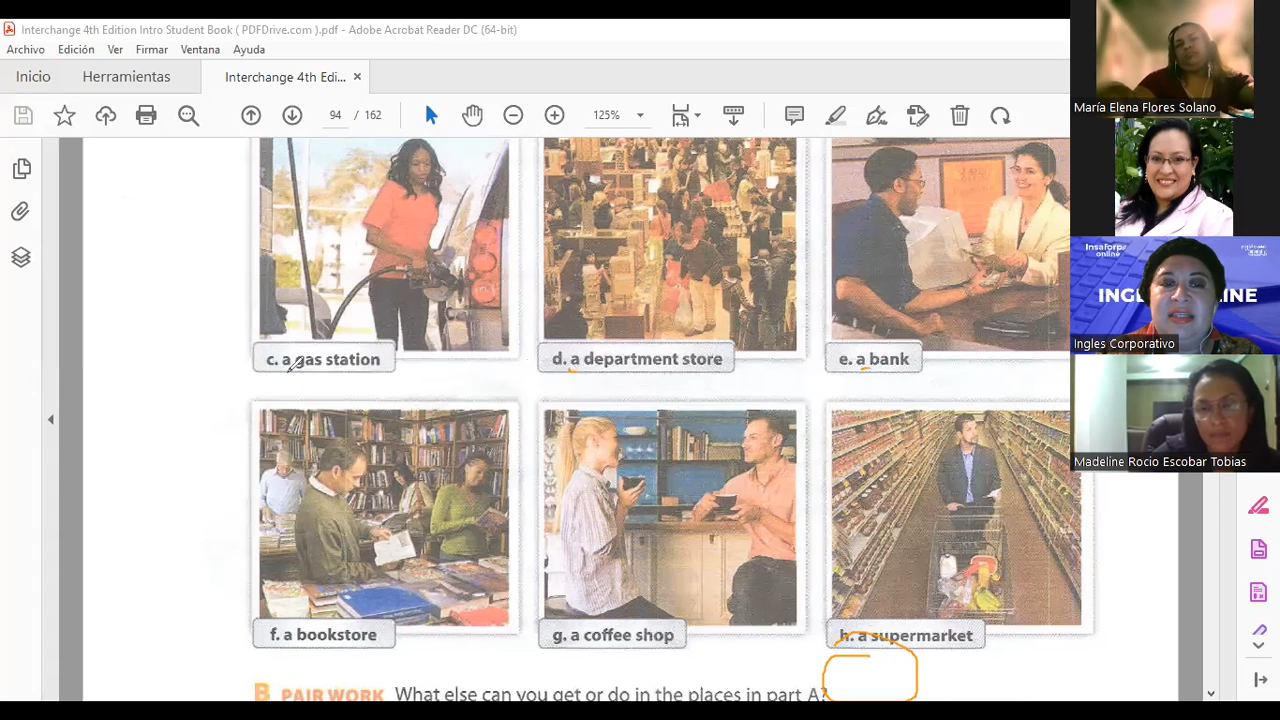 Interchange 4th Edition Intro Student Book ( PDFDrive.com ).pdf - Adobe Acrobat Reader DC (64-bit)
Archivo Edición Ver Firmar Ventana Ayuda
Inicio Herramientas Interchange 4th Edi... ×
94 / 162 125%
c. a gas station
d. a department store
e. a bank
f. a bookstore
g. a coffee shop
h. a supermarket
B PAIR WORK What else can you get or do in the places in part A?
María Elena Flores Solano
Insaforp
online
INGL
INE
Ingles Corporativo
Madeline Rocio Escobar Tobias